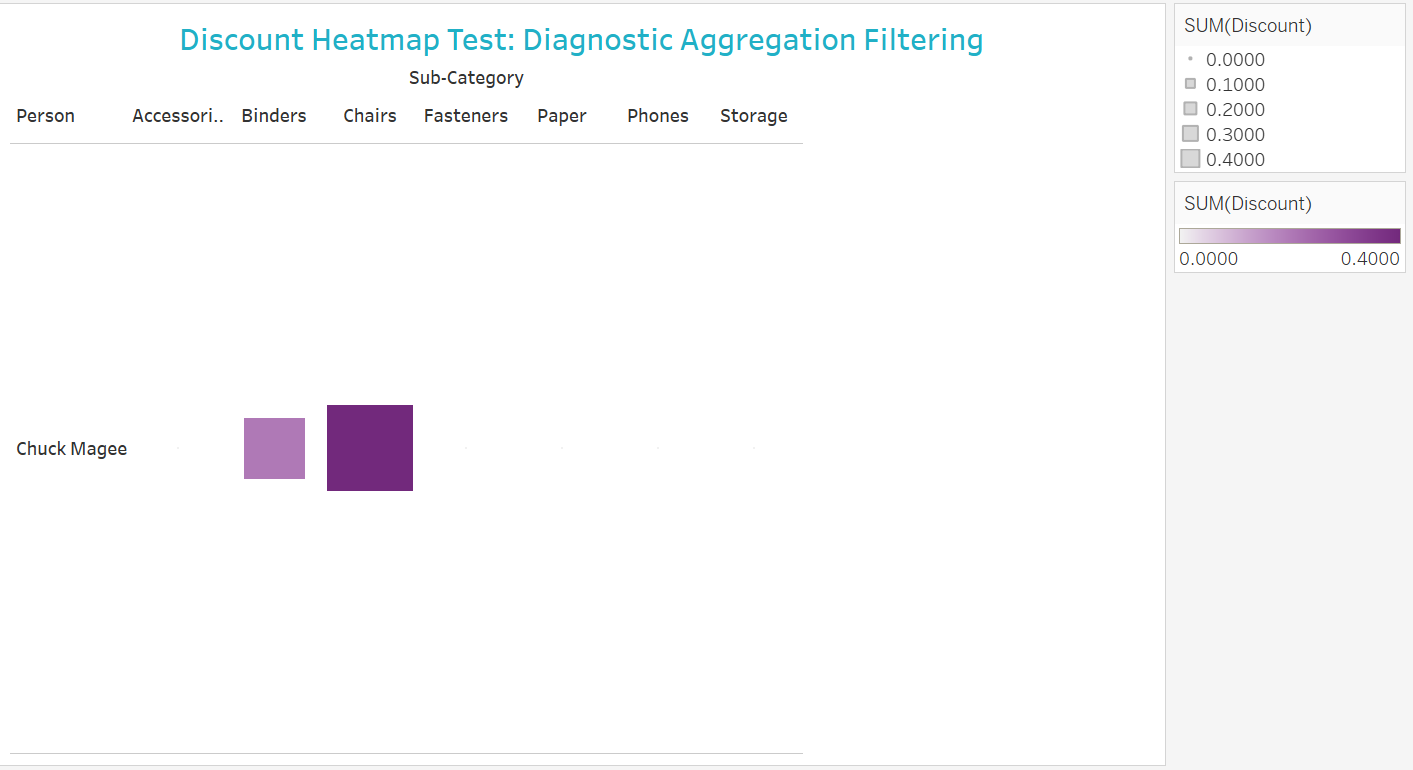 Discount Heatmap Test: Diagnostic Aggregation Filtering
Sub-Category
Person Accessori.. Binders Chairs Fasteners Paper Phones Storage
Chuck Magee
SUM(Discount)
0.0000
0.1000
0.2000
0.3000
0.4000
SUM(Discount)
0.0000 0.4000